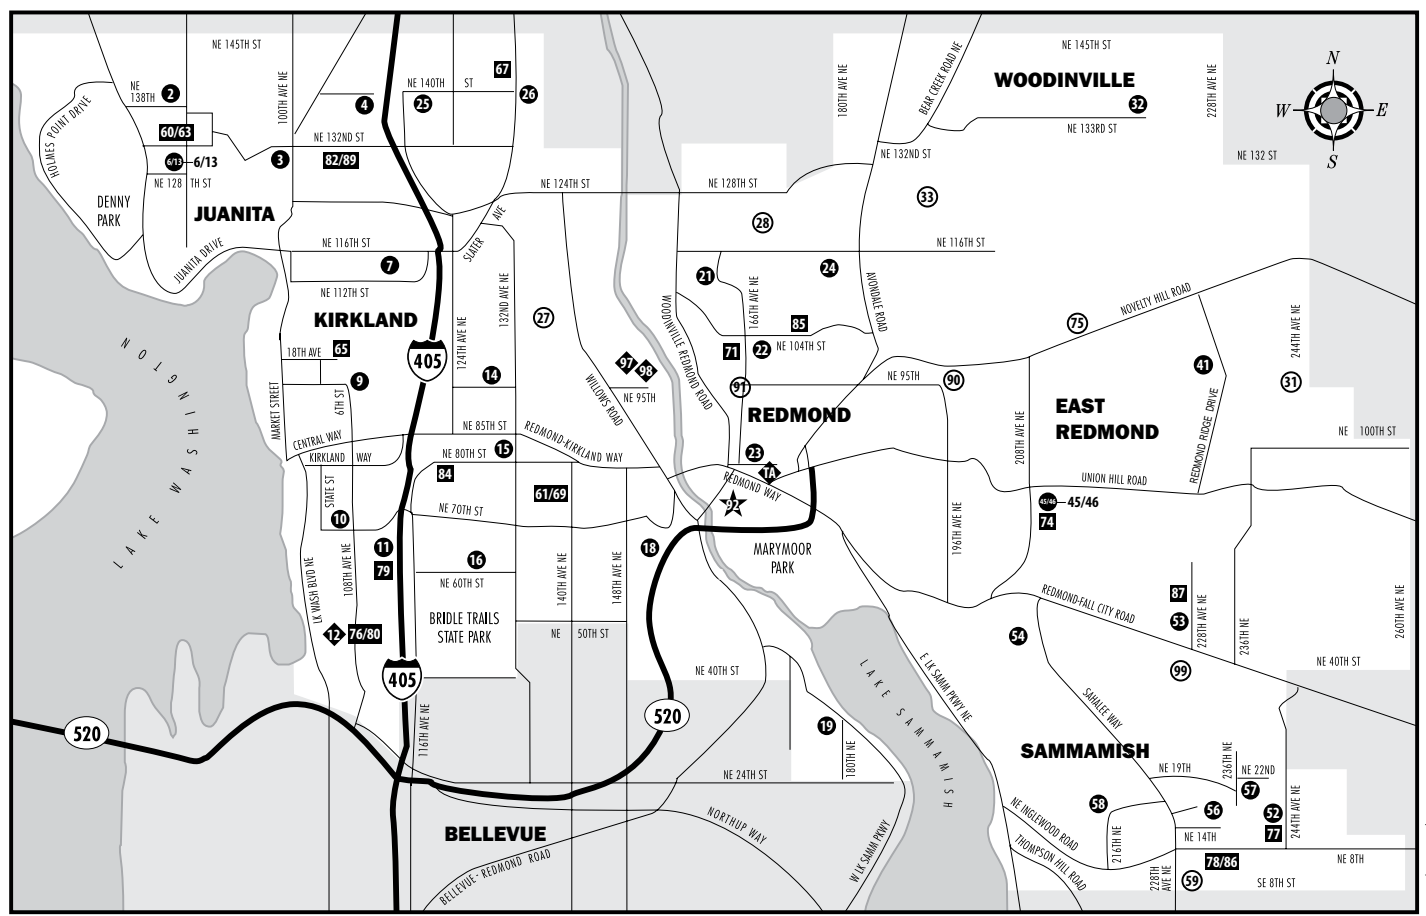 NE 145TH ST
NE 145TH ST
67
NE 140TH ST
N
W E
S
BEAR CREEK ROAD NE
WOODINVILLE
180TH AVE NE
228TH AVE NE
NE
138TH
2
100TH AVE NE
4
25
26
32
HOLMES POINT DRIVE
60/63
NE 132ND ST
NE 133RD ST
3
82/89
6/13
6/13
NE 132ND ST
NE 132 ST
NE 128 TH ST
NE 124TH ST
NE 128TH ST
DENNY
PARK
JUANITA
AVE
SLATER
28
33
JUANITA DRIVE
NE 116TH ST
NE 116TH ST
7
21
24
NE 112TH ST
132ND AVE NE
166TH AVE NE
AVONDALE ROAD
NOVELTY HILL ROAD
KIRKLAND
27
WOODINVILLE REDMOND ROAD
85
75
244TH AVE NE
LAKE WASHINGTON
18TH AVE
65
405
124TH AVE NE
71
22
NE 104TH ST
97
98
41
9
14
91
NE 95TH
90
31
MARKET STREET
6TH ST
WILLOWS ROAD
NE 95TH
REDMOND
EAST
REDMOND
208TH AVE NE
REDMOND RIDGE DRIVE
CENTRAL WAY
NE 85TH ST
REDMOND-KIRKLAND WAY
NE 100TH ST
KIRKLAND WAY
NE 80TH ST
15
23
TA
STATE ST
84
61/69
REDMOND WAY
UNION HILL ROAD
92
45/46
45/46
10
NE 70TH ST
74
196TH AVE NE
11
79
16
18
MARYMOOR
PARK
LK WASH BLVD NE
108TH AVE NE
NE 60TH ST
140TH AVE NE
148TH AVE NE
REDMOND-FALL CITY ROAD
87
53
228TH AVE NE
236TH NE
260TH AVE NE
12
76/80
BRIDLE TRAILS
STATE PARK
NE 50TH ST
54
99
405
NE 40TH ST
NE 40TH ST
LAKE SAMMAMISH
E LK SAMM PKWY NE
SAHALEE WAY
520
116TH AVE NE
520
19
180TH NE
SAMMAMISH
NE 24TH ST
NE 19TH
236TH NE
NE 22ND
57
BELLEVUE
NORTHUP WAY
W LK SAMM PKWY
NE INGLEWOOD ROAD
58
56
52
77
244TH AVE NE
216TH NE
NE 14TH
THOMPSON HILL ROAD
78/86
NE 8TH
BELLEVUE-REDMOND ROAD
228TH
AVE NE
59
SE 8TH ST